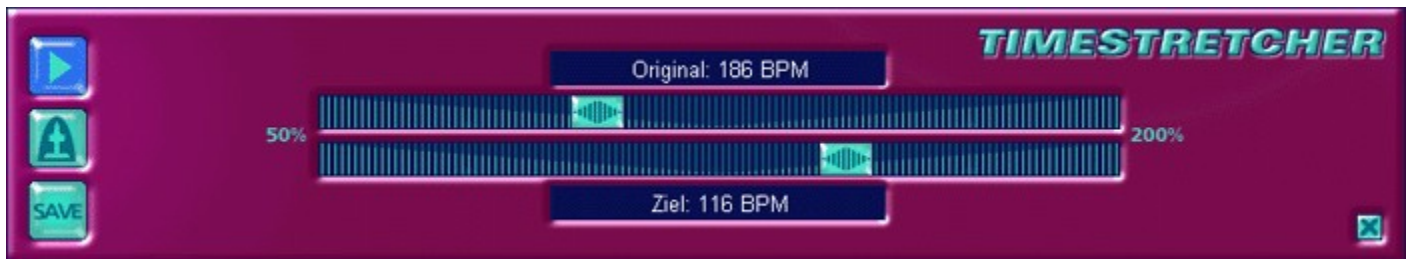 TIMESTRETCHER
Original: 186 BPM
50%
200%
Ziel: 116 BPM
SAVE